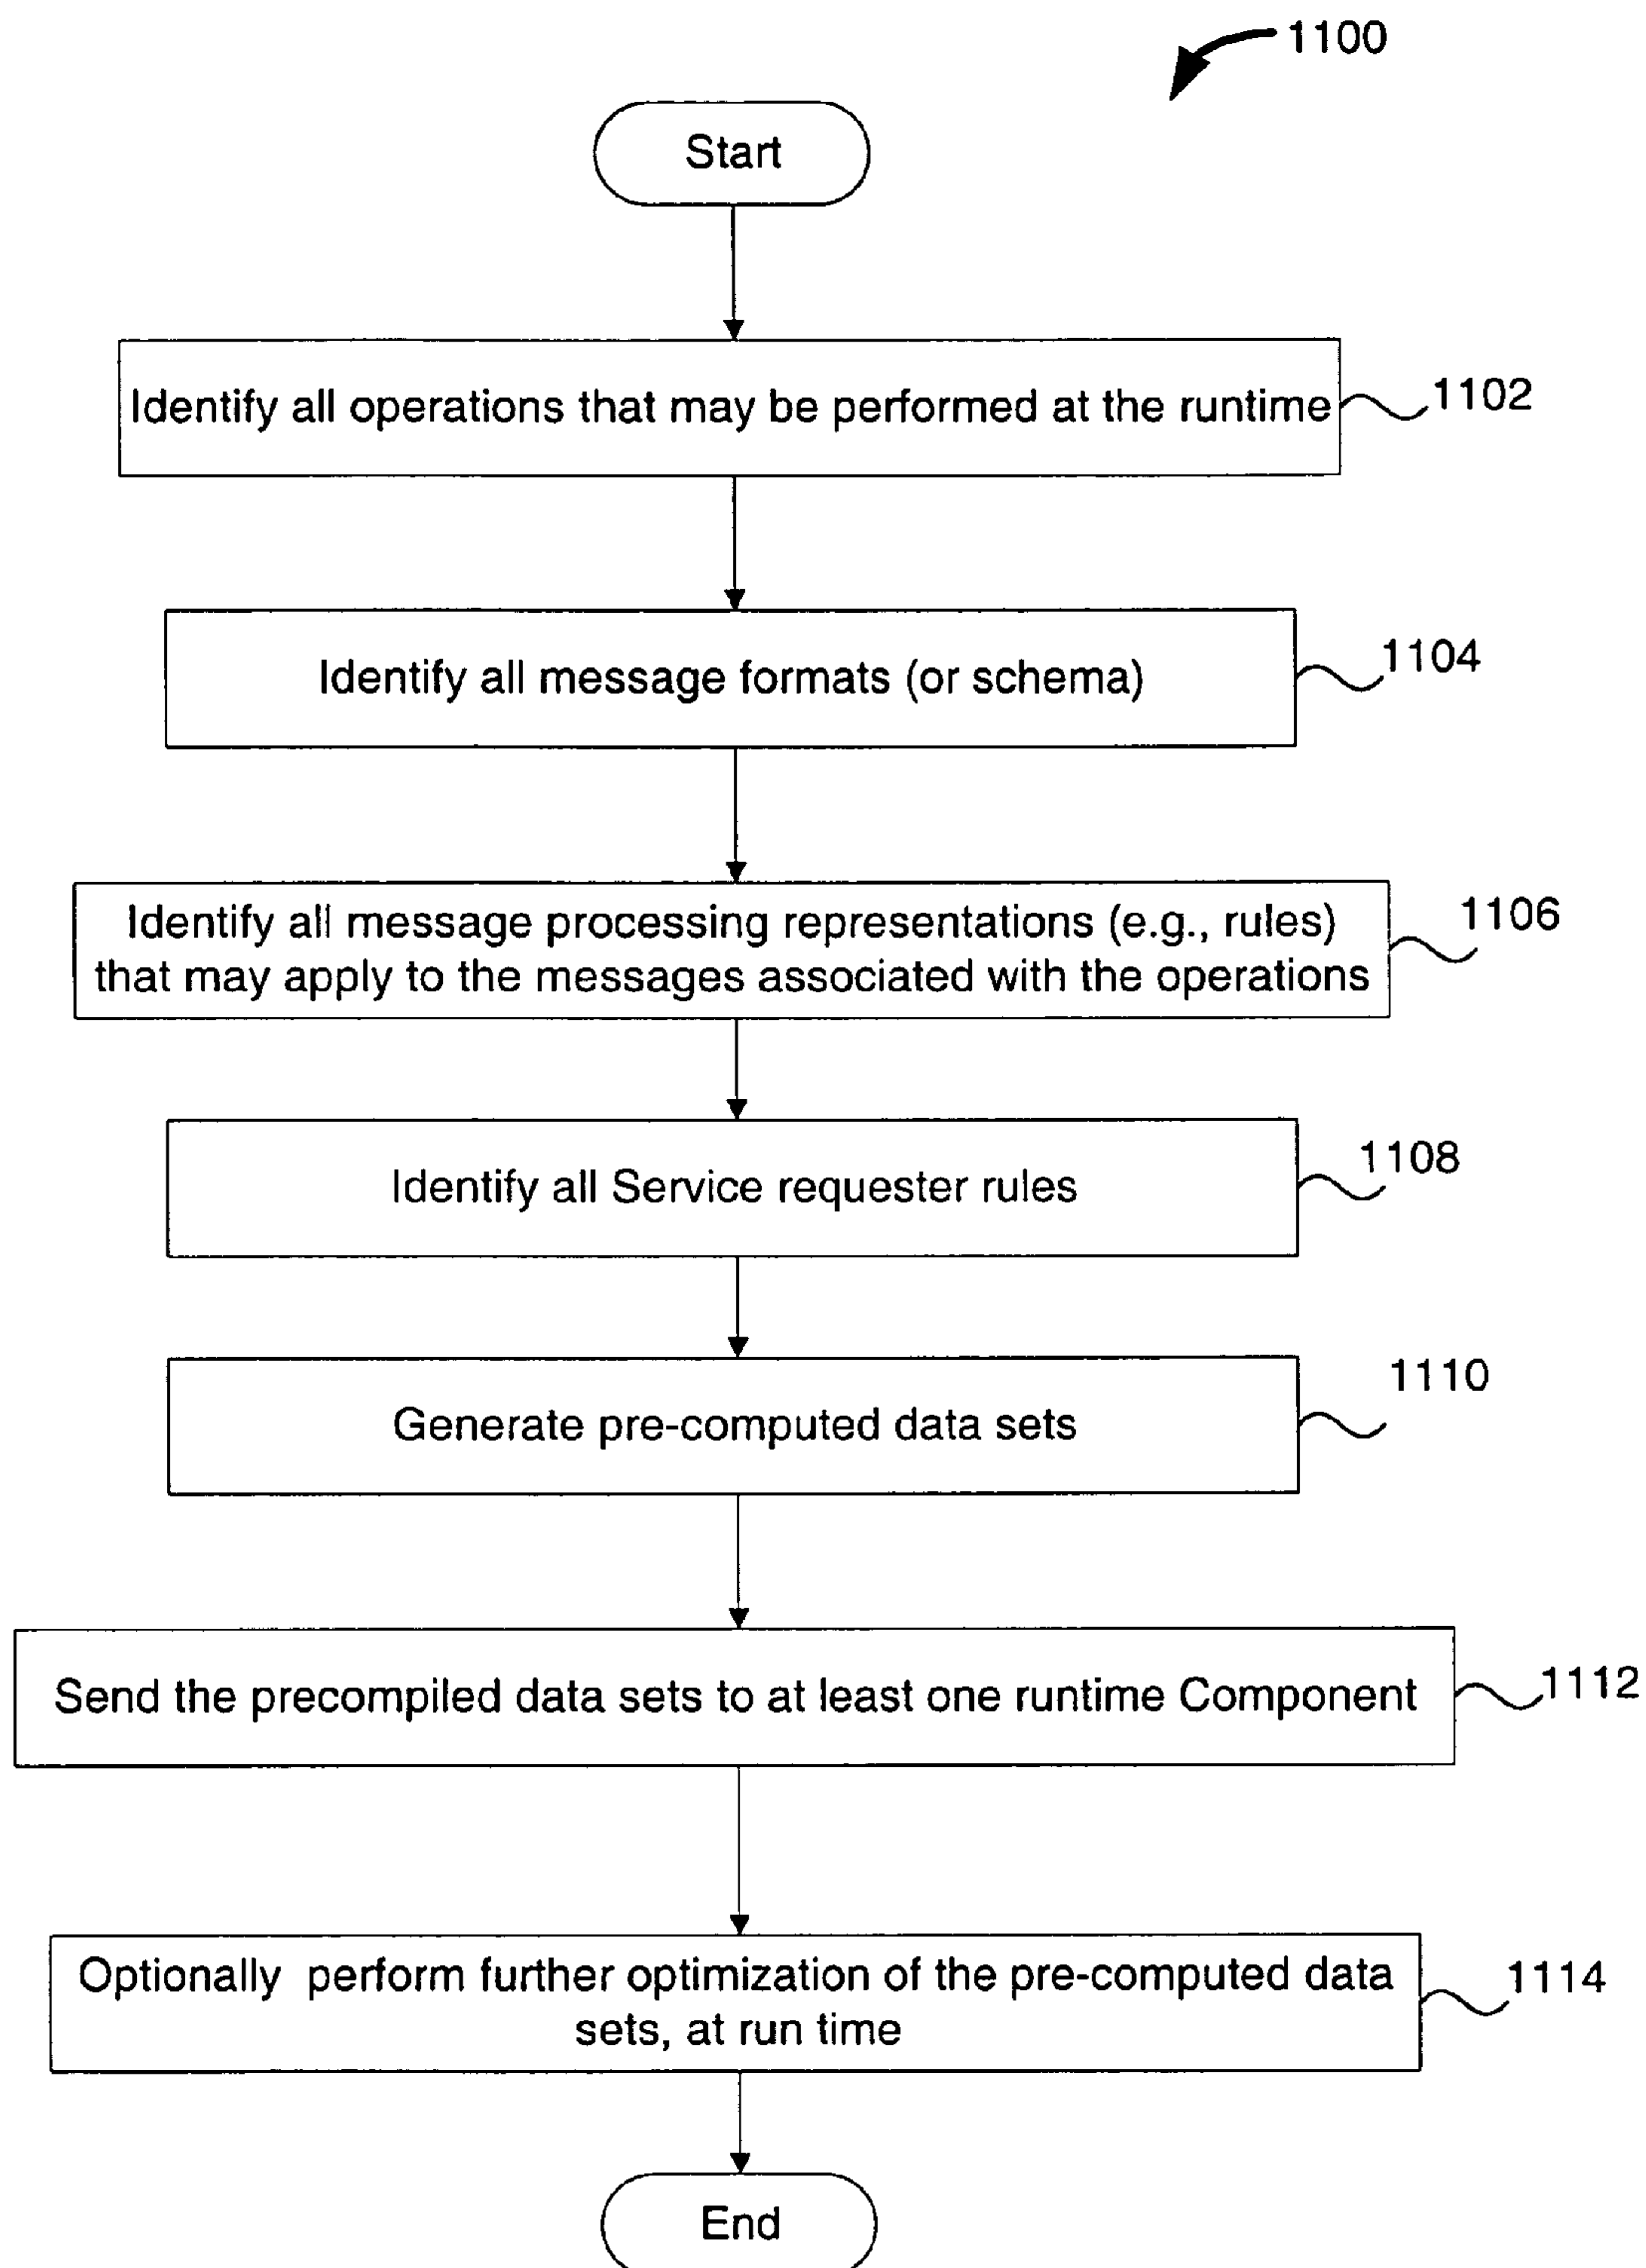 1100
Start
Identify all operations that may be performed at the runtime
1102
Identify all message formats (or schema)
1104
Identify all message processing representations (e.g., rules)
that may apply to the messages associated with the operations
1106
Identify all Service requester rules
1108
Generate pre-computed data sets
1110
Send the precompiled data sets to at least one runtime Component
1112
Optionally perform further optimization of the pre-computed data
sets, at run time
1114
End